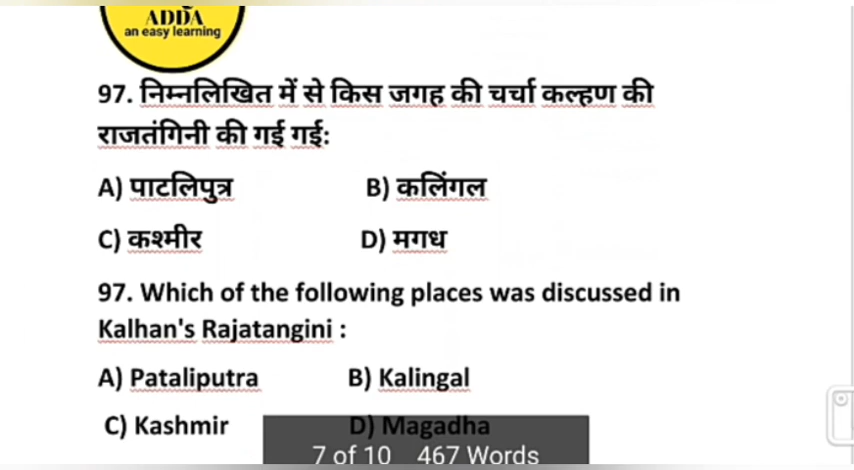 ADDA
an easy learning
97. निम्नलिखित में से किस जगह की चर्चा कल्हण की
राजतंगिनी की गई गई:
A) पाटलिपुत्र B) कलिंगल
C) कश्मीर D) मगध
97. Which of the following places was discussed in
Kalhan's Rajatangini :
A) Pataliputra B) Kalingal
C) Kashmir D) Magadha
7 of 10 467 Words